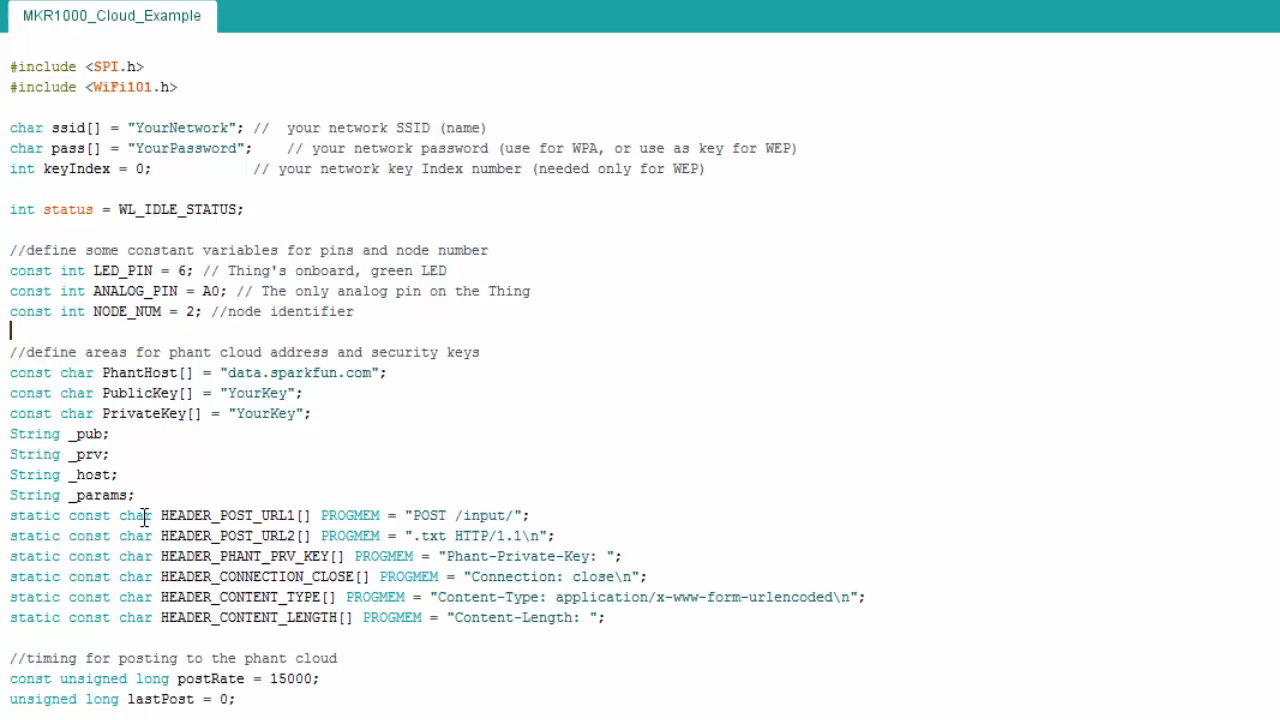 MKR1000_Cloud_Example
#include <SPI.h>
#include <WiFi101.h>
char ssid[] = "YourNetwork"; //  your network SSID (name)
char pass[] = "YourPassword";    // your network password (use for WPA, or use as key for WEP)
int keyIndex = 0;            // your network key Index number (needed only for WEP)
int status = WL_IDLE_STATUS;
//define some constant variables for pins and node number
const int LED_PIN = 6; // Thing's onboard, green LED
const int ANALOG_PIN = A0; // The only analog pin on the Thing
const int NODE_NUM = 2; //node identifier
//define areas for phant cloud address and security keys
const char PhantHost[] = "data.sparkfun.com";
const char PublicKey[] = "YourKey";
const char PrivateKey[] = "YourKey";
String _pub;
String _prv;
String _host;
String _params;
static const char HEADER_POST_URL1[] PROGMEM = "POST /input/";
static const char HEADER_POST_URL2[] PROGMEM = ".txt HTTP/1.1\n";
static const char HEADER_PHANT_PRV_KEY[] PROGMEM = "Phant-Private-Key: ";
static const char HEADER_CONNECTION_CLOSE[] PROGMEM = "Connection: close\n";
static const char HEADER_CONTENT_TYPE[] PROGMEM = "Content-Type: application/x-www-form-urlencoded\n";
static const char HEADER_CONTENT_LENGTH[] PROGMEM = "Content-Length: ";
//timing for posting to the phant cloud
const unsigned long postRate = 15000;
unsigned long lastPost = 0;